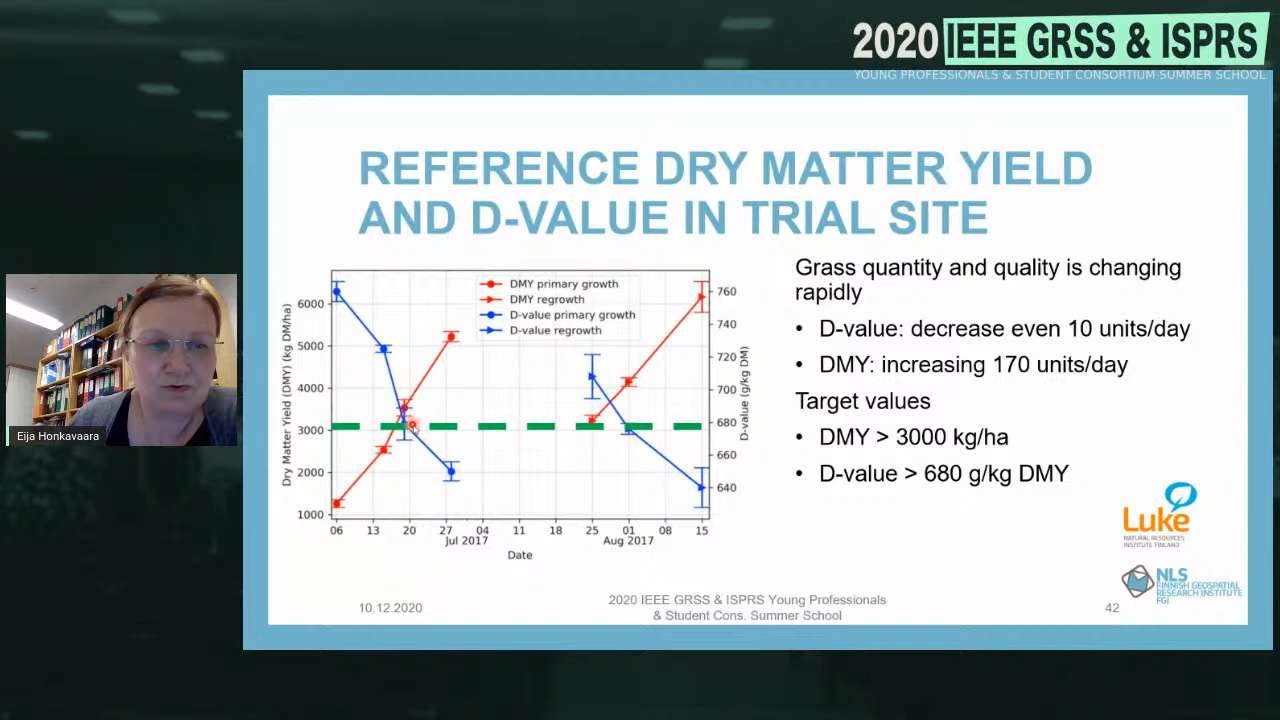 2020 IEEE GRSS & ISPRS
YOUNG PROFESSIONALS & STUDENT CONSORTIUM SUMMER SCHOOL
REFERENCE DRY MATTER YIELD
AND D-VALUE IN TRIAL SITE
DMY primary growth
DMY regrowth
D-value primary growth
D-value regrowth
Dry Matter Yield (DMY) (kg DM/ha)
6000
5000
4000
3000
2000
1000
760
740
720
700
680
660
640
D-value (g/kg DM)
06 13 20 27 04 11 18 25 01 08 15
Jul 2017 Aug 2017
Date
Grass quantity and quality is changing
rapidly
• D-value: decrease even 10 units/day
• DMY: increasing 170 units/day
Target values
• DMY > 3000 kg/ha
• D-value > 680 g/kg DMY
Eija Honkavaara
Luke
NATURAL RESOURCES
INSTITUTE FINLAND
NLS
FINNISH GEOSPATIAL
RESEARCH INSTITUTE
FGI
10.12.2020
2020 IEEE GRSS & ISPRS Young Professionals
& Student Cons. Summer School
42